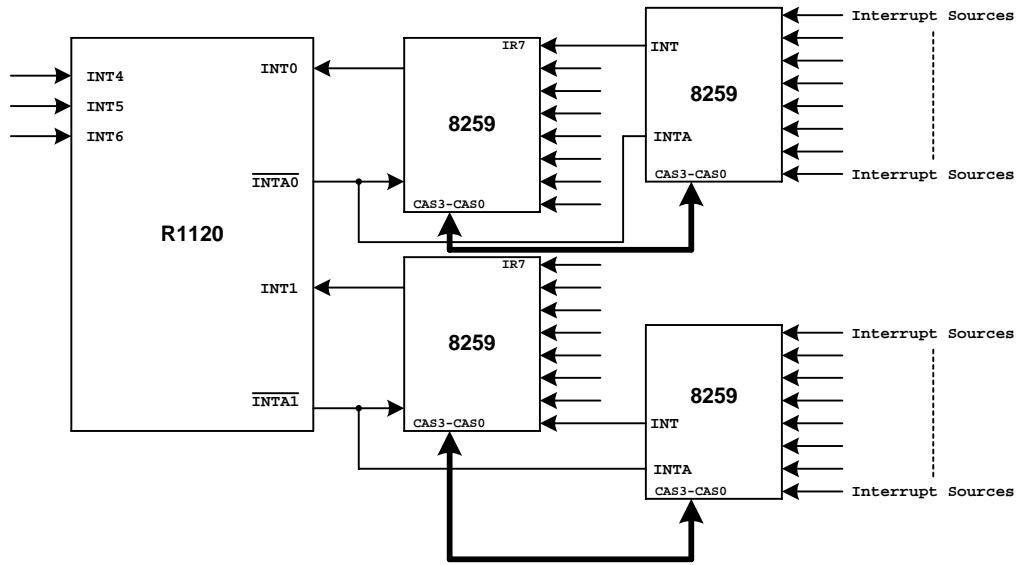 Interrupt Sources
IR7
INT
INT4
INT0
INT5
8259
8259
INT6
INTA
INTA0
CAS3-CAS0
Interrupt Sources
CAS3-CAS0
R1120
IR7
INT1
Interrupt Sources
8259
8259
INTA1
CAS3-CAS0
INT
INTA
CAS3-CAS0
Interrupt Sources